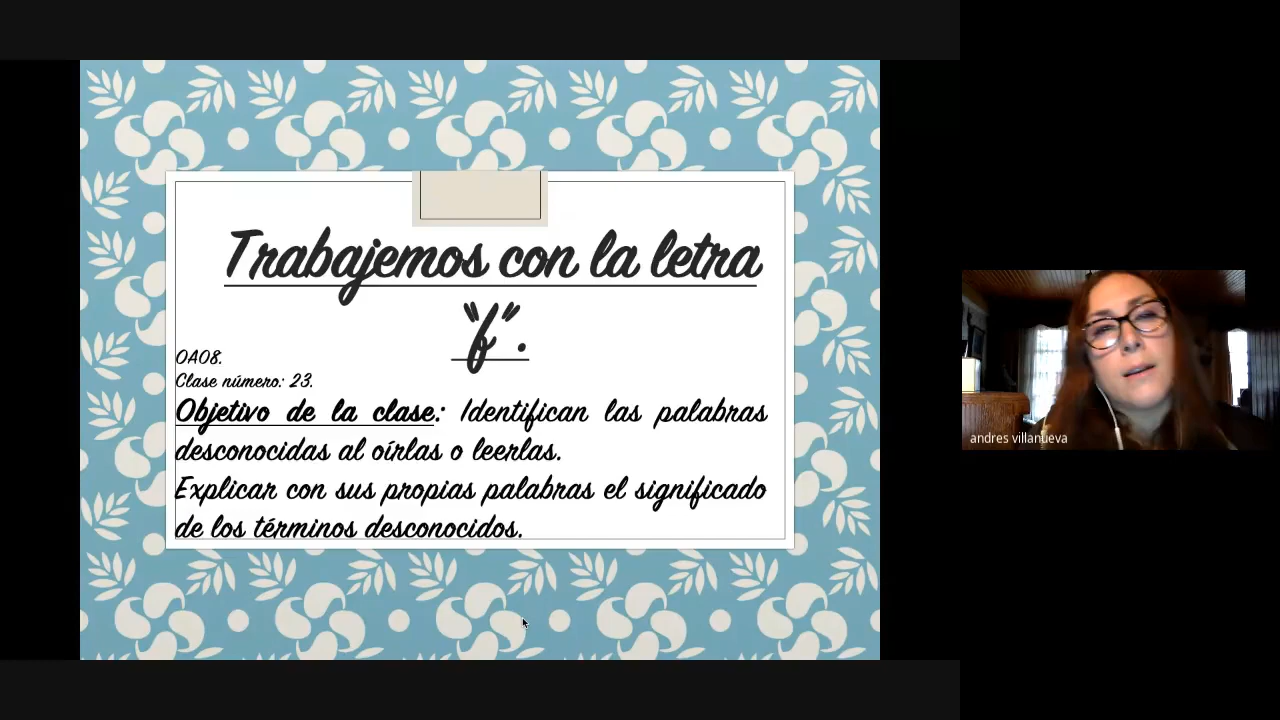 Trabajemos con la letra
"f".
OA08.
Clase número: 23.
Objetivo de la clase: Identifican las palabras
desconocidas al oírlas o leerlas.
Explicar con sus propias palabras el significado
de los términos desconocidos.
andres villanueva